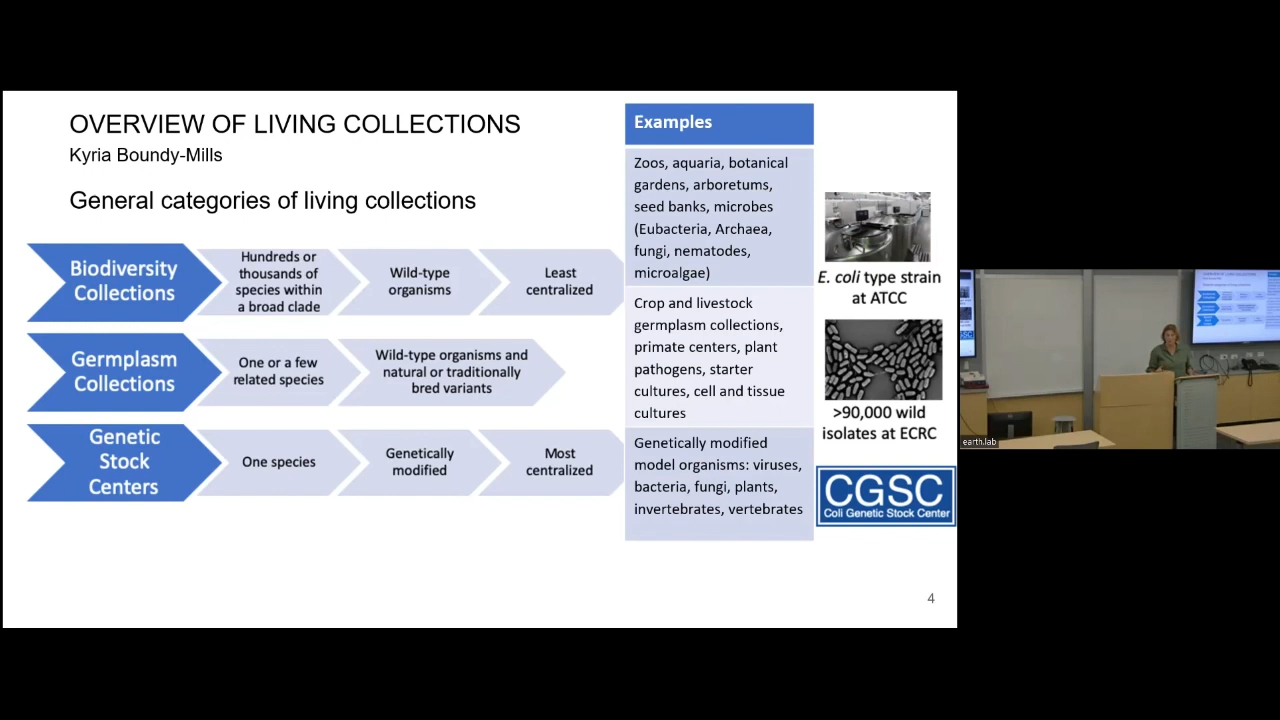 OVERVIEW OF LIVING COLLECTIONS
Kyria Boundy-Mills
General categories of living collections
Biodiversity
Collections
Hundreds or
thousands of
species within
a broad clade
Wild-type
organisms
Least
centralized
Germplasm
Collections
One or a few
related species
Wild-type organisms and
natural or traditionally
bred variants
Genetic
Stock
Centers
One species
Genetically
modified
Most
centralized
Examples
Zoos, aquaria, botanical
gardens, arboretums,
seed banks, microbes
(Eubacteria, Archaea,
fungi, nematodes,
microalgae)
Crop and livestock
germplasm collections,
primate centers, plant
pathogens, starter
cultures, cell and tissue
cultures
Genetically modified
model organisms: viruses,
bacteria, fungi, plants,
invertebrates, vertebrates
E. coli type strain
at ATCC
>90,000 wild
isolates at ECRC
CGSC
Coli Genetic Stock Center
4
earth.lab